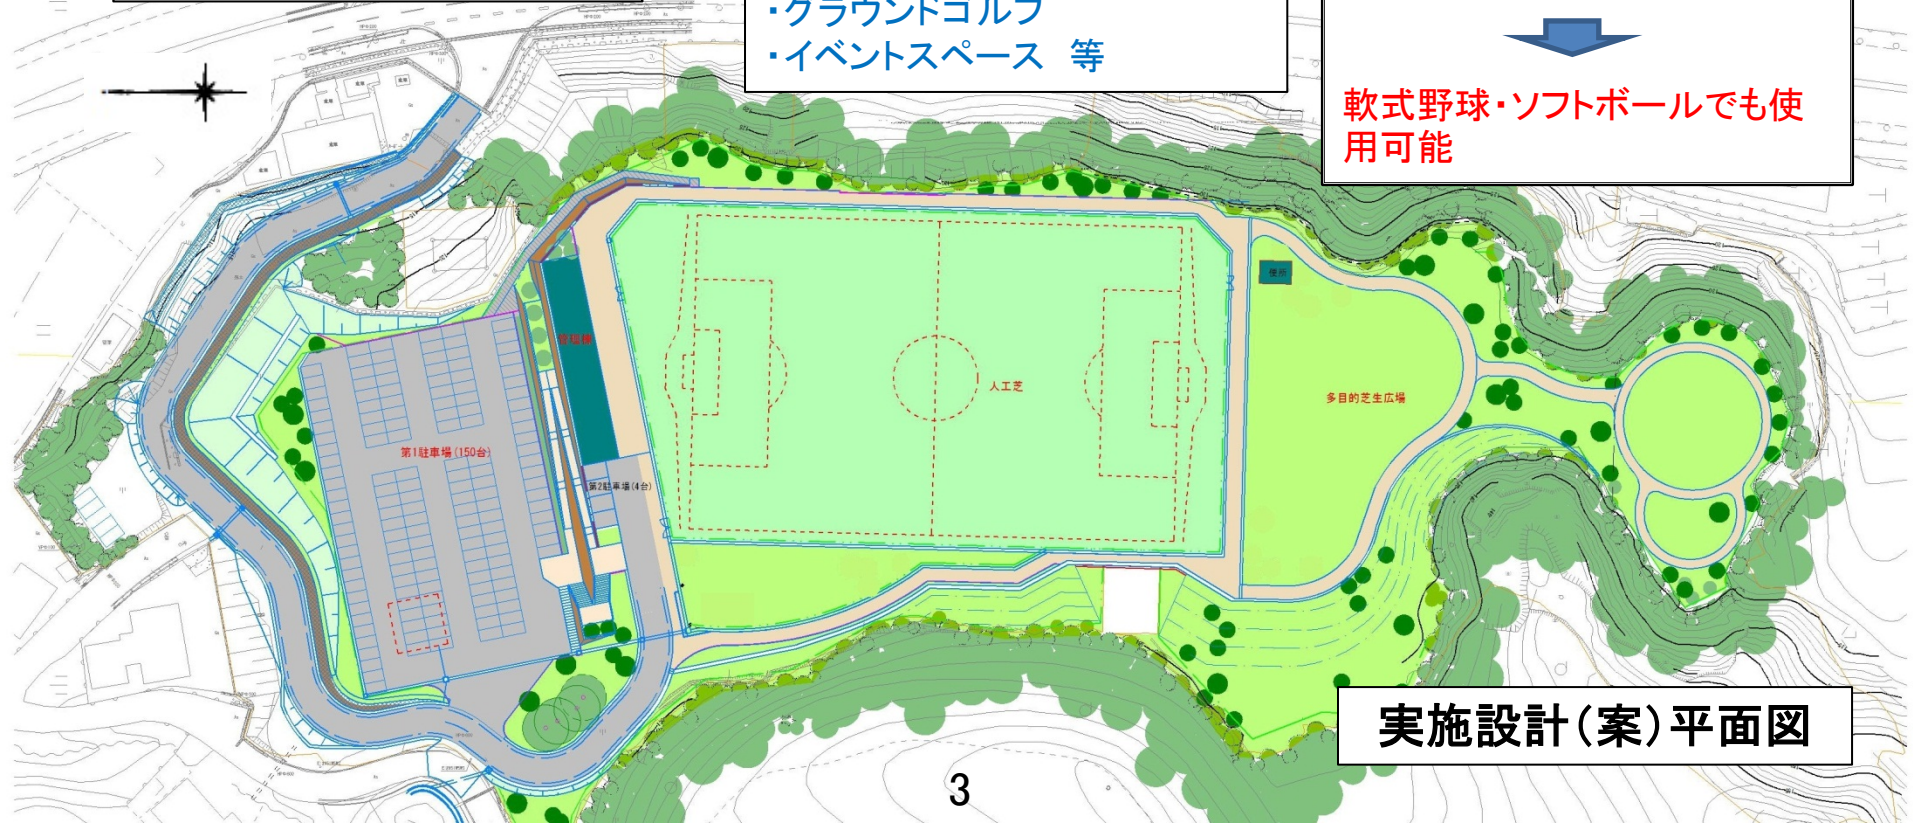 ・グラウンドゴルフ
・イベントスペース　等
軟式野球・ソフトボールでも使
用可能
便所
管理棟
人工芝
多目的芝生広場
第1駐車場(150台)
第2駐車場(4台)
実施設計(案)平面図
3